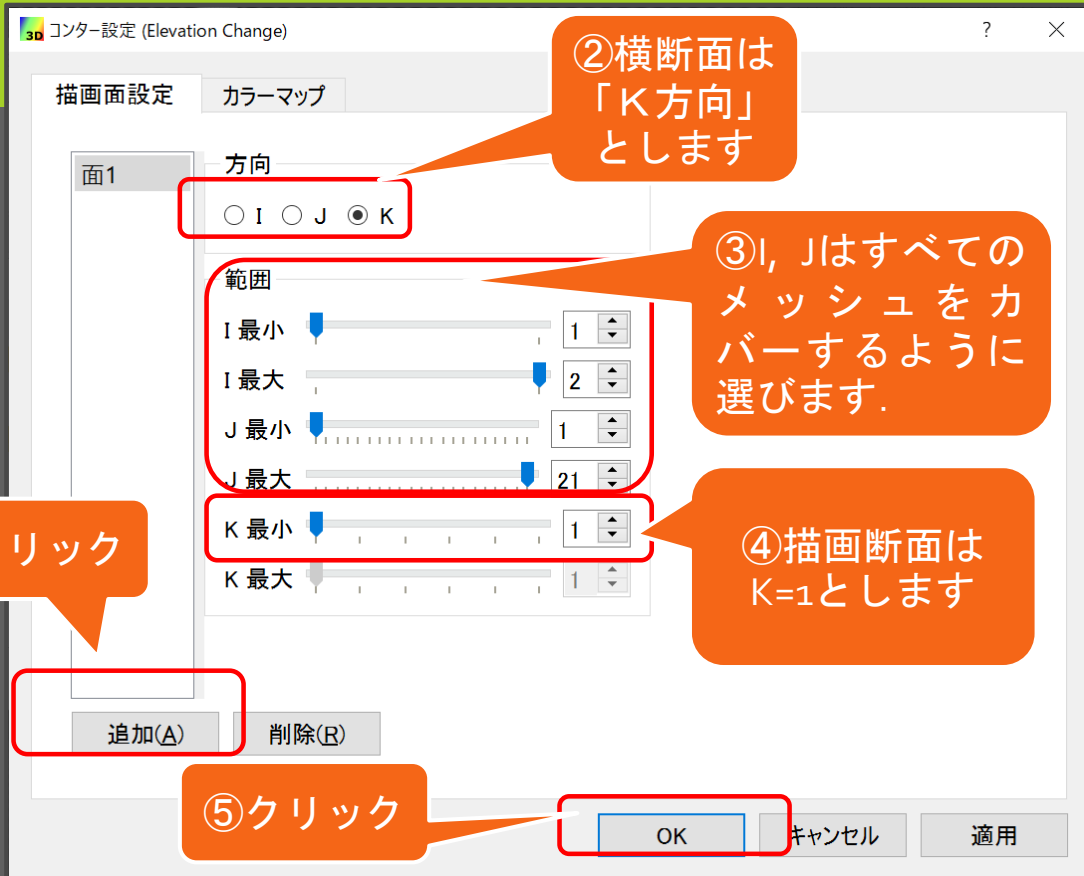 3D コンター設定 (Elevation Change) ?
②横断面は
「Ｋ方向」
とします
描画面設定 カラーマップ
面1
方向
I J K
③I, Jはすべての
メッシュをカ
バーするように
選びます.
範囲
I 最小 1
I 最大 2
J 最小 1
J 最大 21
K 最小 1
K 最大 1
リック
④描画断面は
K=1とします
追加(A) 削除(R)
⑤クリック
OK キャンセル 適用